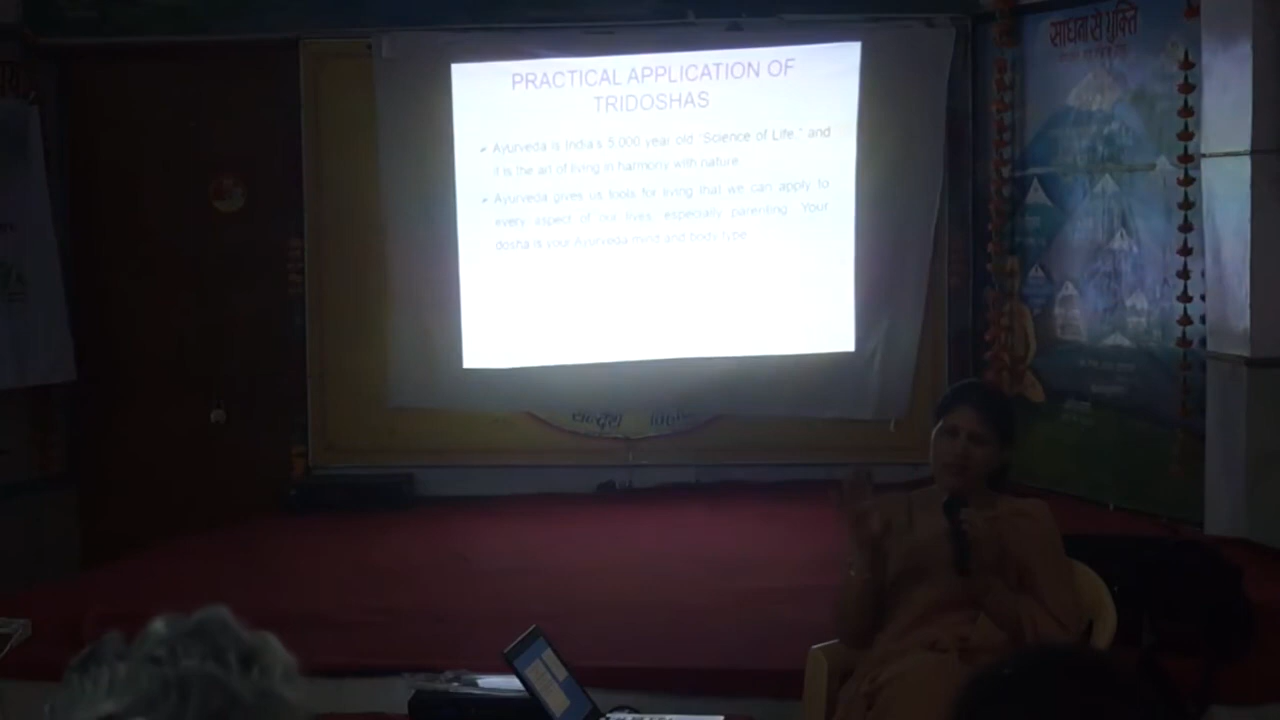 साधना से मुक्ति
PRACTICAL APPLICATION OF
TRIDOSHAS
Ayurveda is India's 5,000 year old "Science of Life," and
it is the art of living in harmony with nature.
Ayurveda gives us tools for living that we can apply to
every aspect of our lives, especially parenting. Your
dosha is your Ayurveda mind and body type.